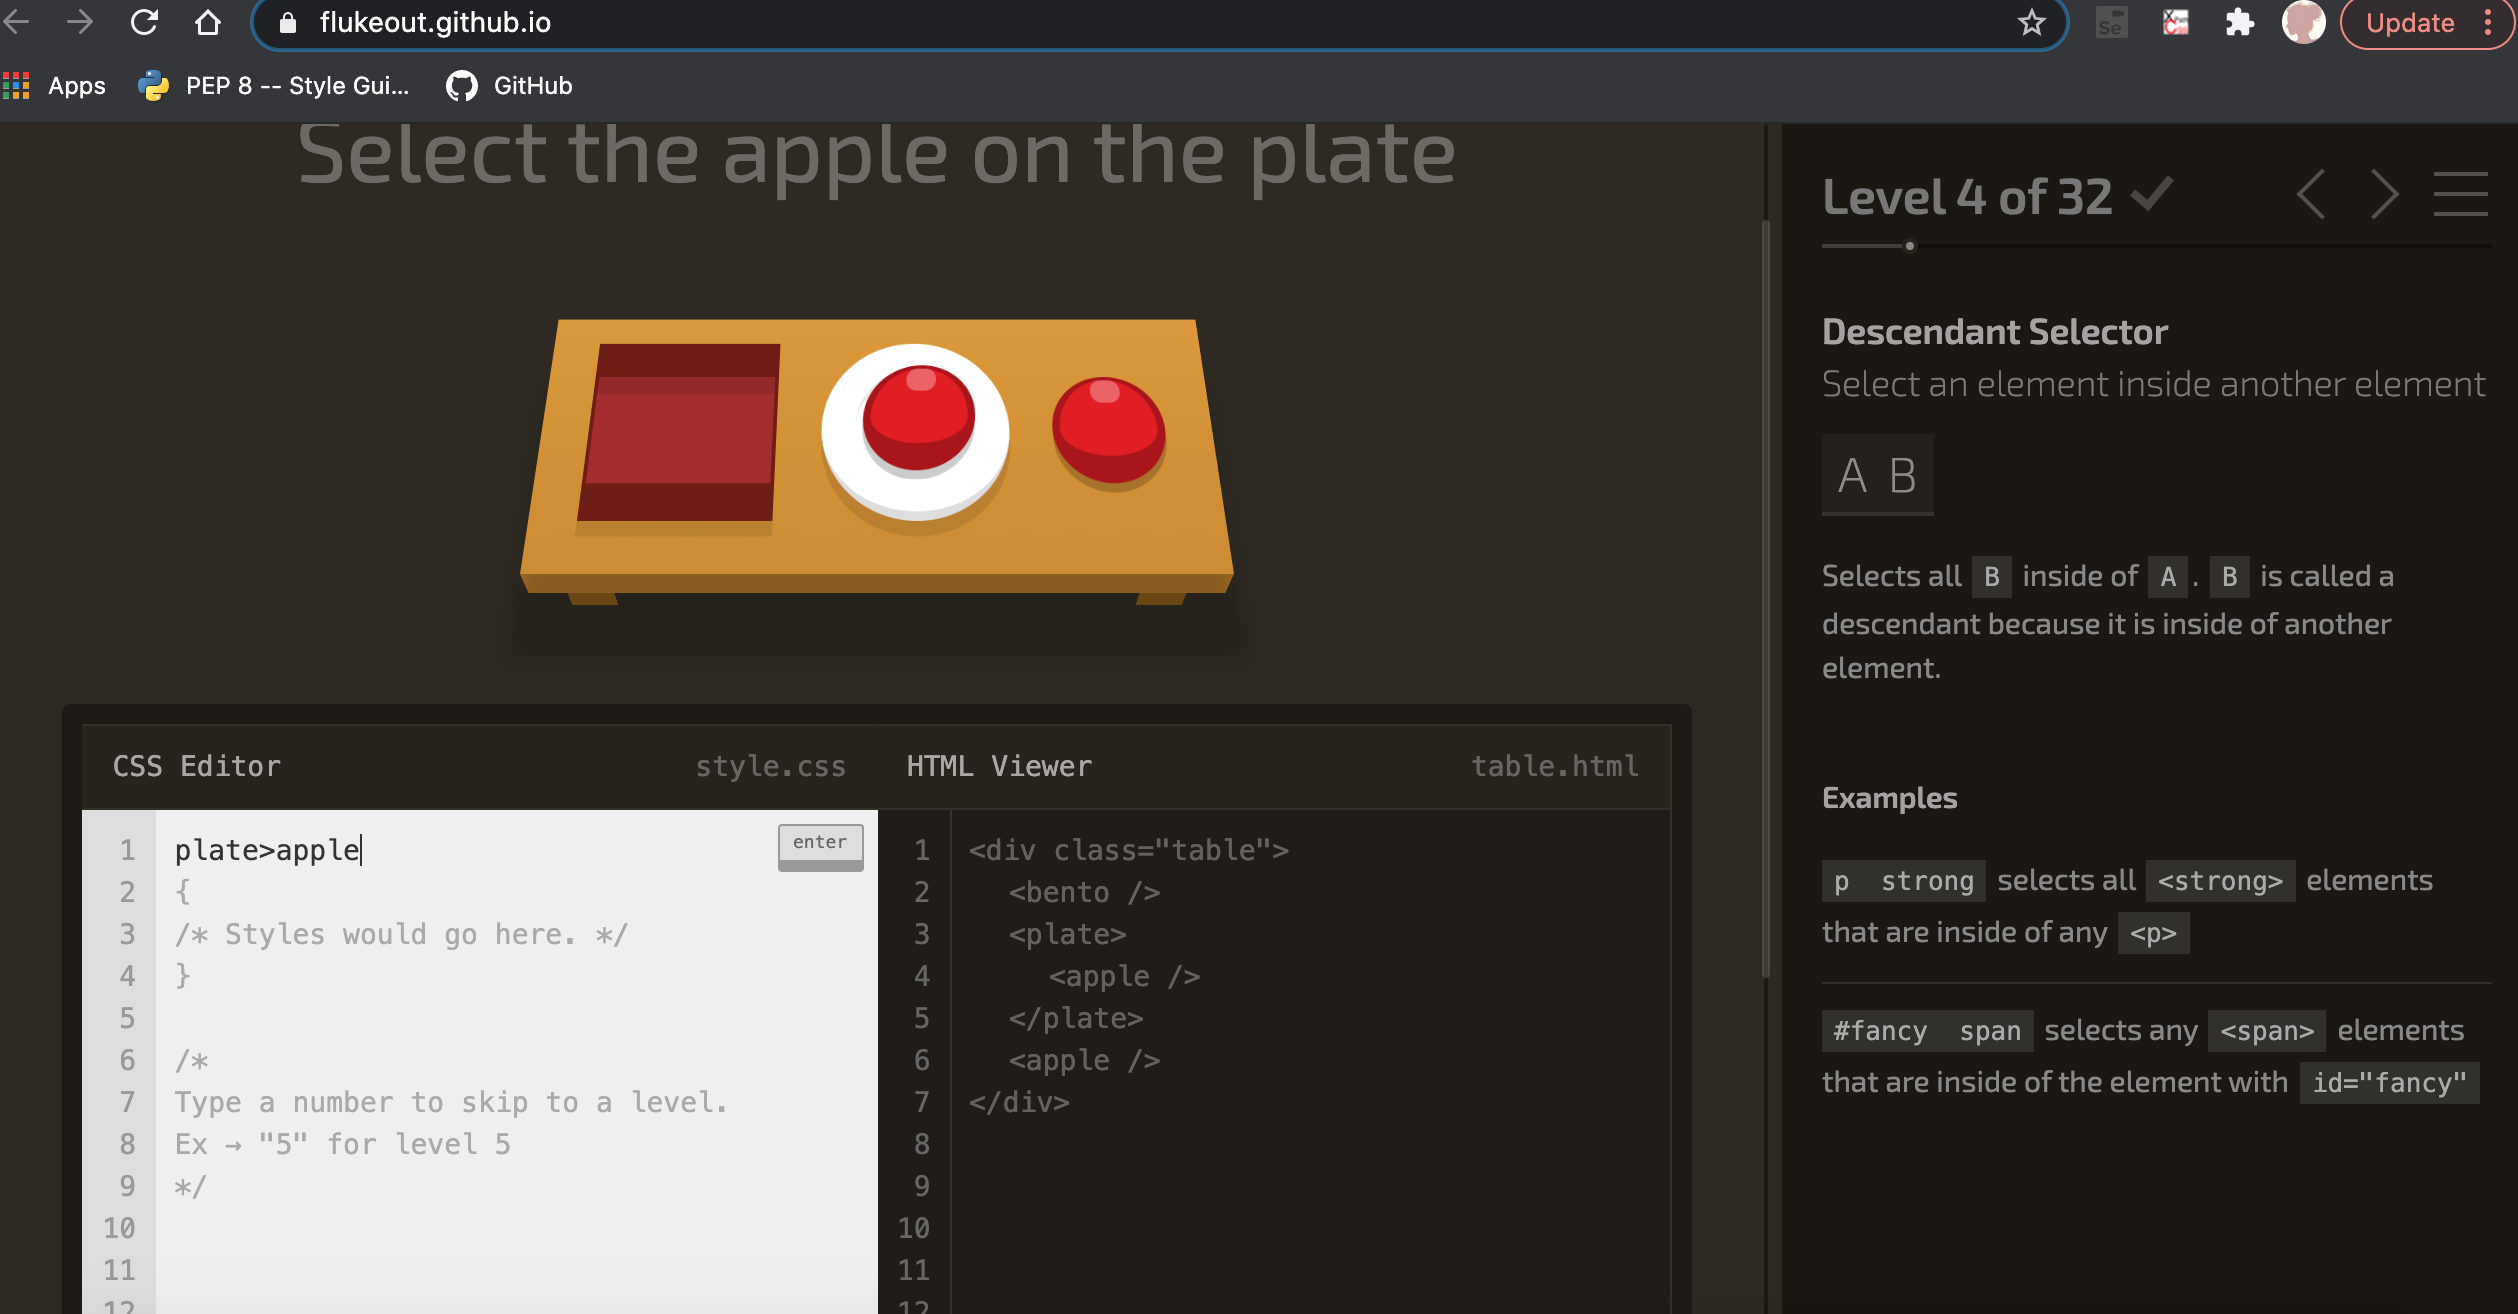 flukeout.github.io
Se
Update
Apps
PEP 8 -- Style Gui...
GitHub
Select the apple on the plate
CSS Editor
style.css
1 plate>apple
enter
2 {
3 /* Styles would go here. */
4 }
5
6 /*
7 Type a number to skip to a level.
8 Ex → "5" for level 5
9 */
10
11
12
HTML Viewer
table.html
1 <div class="table">
2 <bento />
3 <plate>
4 <apple />
5 </plate>
6 <apple />
7 </div>
8
9
10
11
12
Level 4 of 32
Descendant Selector
Select an element inside another element
A B
Selects all B inside of A . B is called a
descendant because it is inside of another
element.
Examples
p  strong selects all <strong> elements
that are inside of any <p>
#fancy  span selects any <span> elements
that are inside of the element with id="fancy"